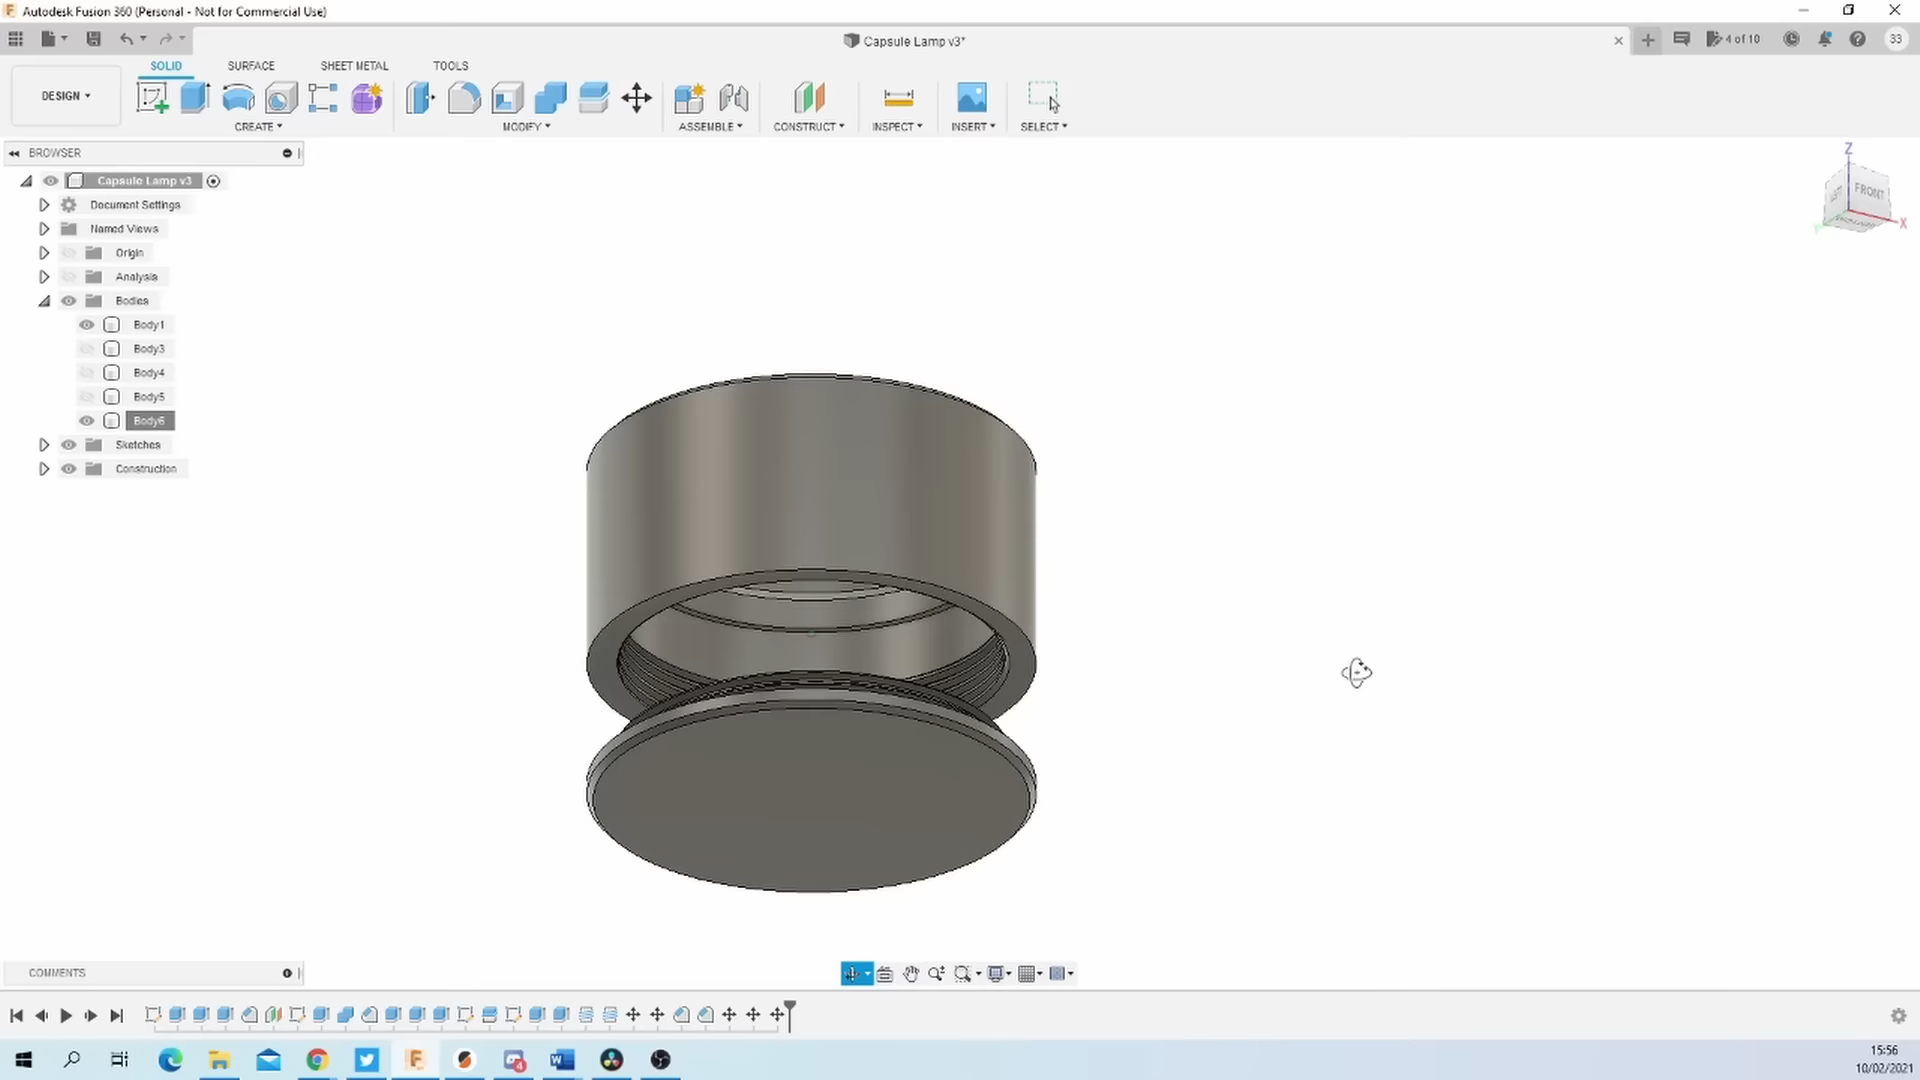 Autodesk Fusion 360 (Personal - Not for Commercial Use)
Capsule Lamp v3*
4 of 10
33
DESIGN
SOLID SURFACE SHEET METAL TOOLS
CREATE MODIFY ASSEMBLE CONSTRUCT INSPECT INSERT SELECT
BROWSER
Capsule Lamp v3
Document Settings
Named Views
Origin
Analysis
Bodies
Body1
Body3
Body4
Body5
Body6
Sketches
Construction
Z
FRONT
X
COMMENTS
4
15:56
10/02/2021